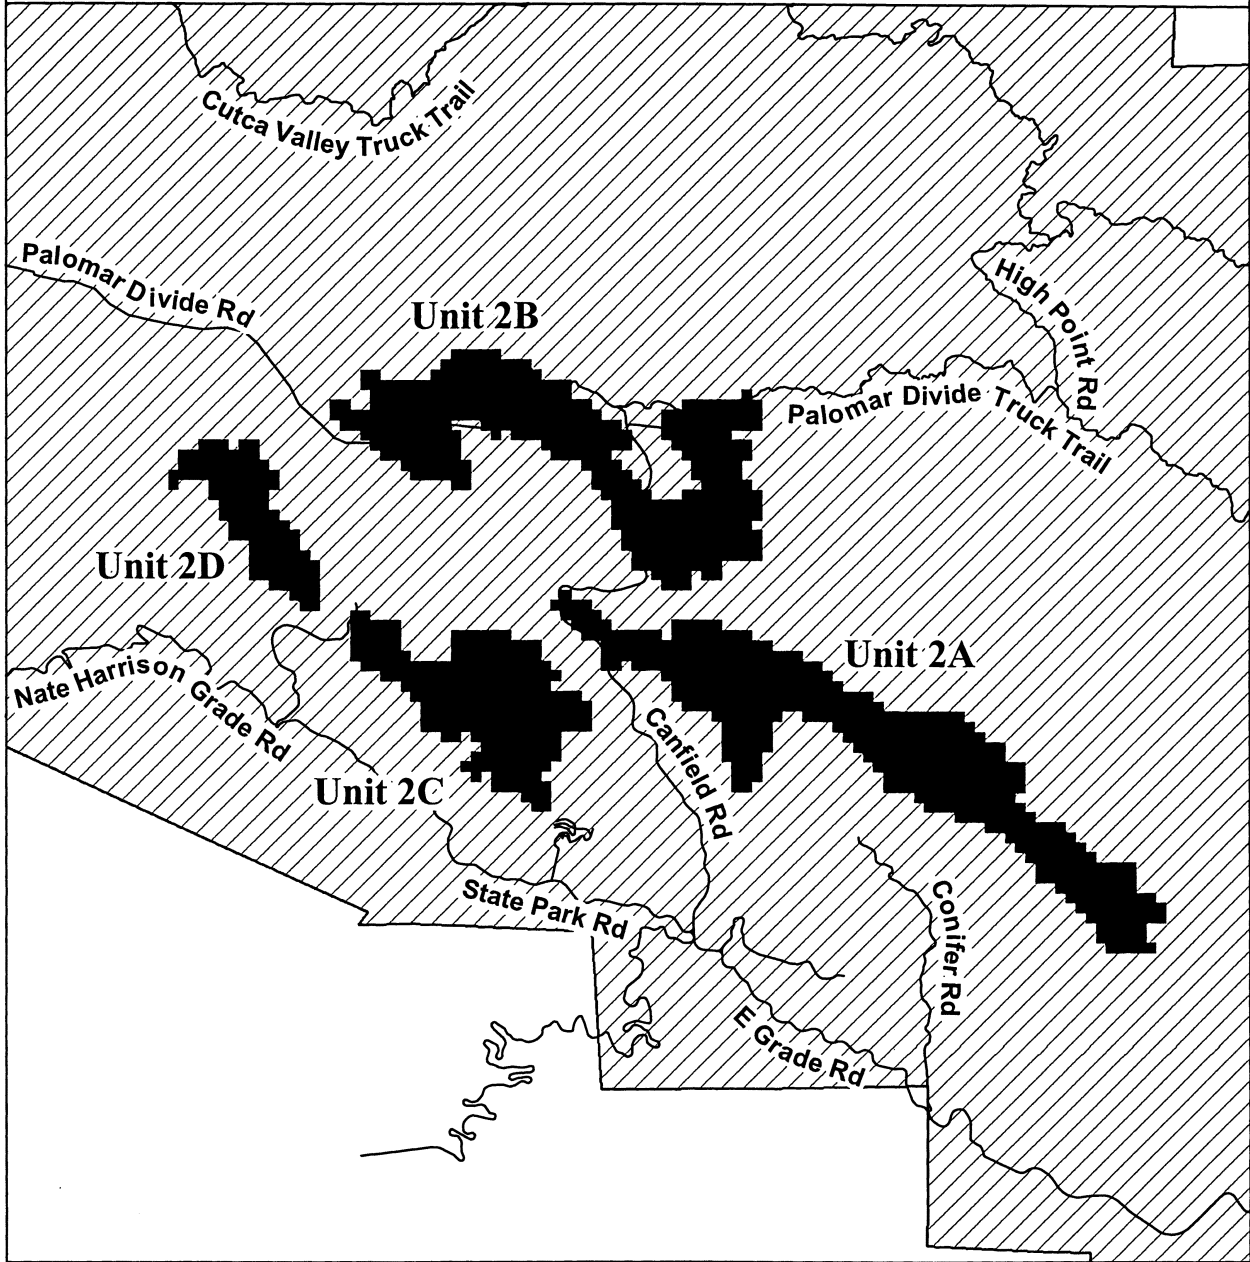 Cutca Valley Truck Trail
Palomar Divide Rd
High Point Rd
Unit 2B
Palomar Divide Truck Trail
Unit 2D
Unit 2A
Nate Harrison Grade Rd
Canfield Rd
Unit 2C
State Park Rd
Conifer Rd
E Grade Rd